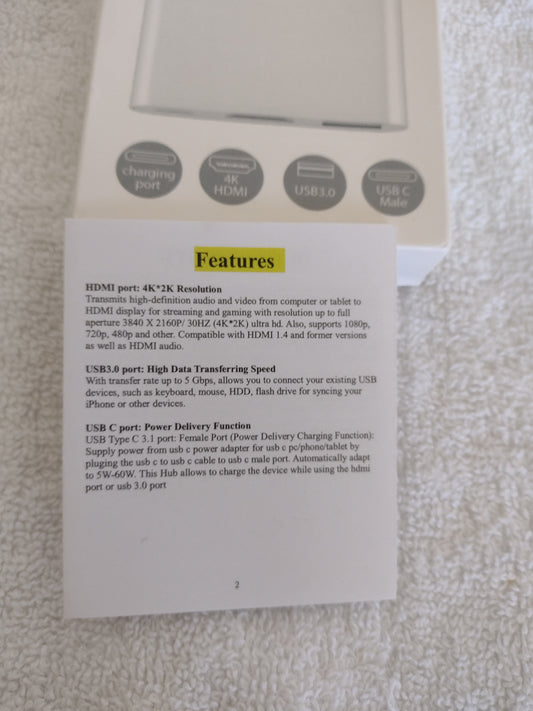 charging
port
4K
HDMI
USB3.0
USB C
Male
Features
HDMI port: 4K*2K Resolution
Transmits high-definition audio and video from computer or tablet to
HDMI display for streaming and gaming with resolution up to full
aperture 3840 X 2160P/ 30HZ (4K*2K) ultra hd. Also, supports 1080p,
720p, 480p and other. Compatible with HDMI 1.4 and former versions
as well as HDMI audio.
USB3.0 port: High Data Transferring Speed
With transfer rate up to 5 Gbps, allows you to connect your existing USB
devices, such as keyboard, mouse, HDD, flash drive for syncing your
iPhone or other devices.
USB C port: Power Delivery Function
USB Type C 3.1 port: Female Port (Power Delivery Charging Function):
Supply power from usb c power adapter for usb c pc/phone/tablet by
pluging the usb c to usb c cable to usb c male port. Automatically adapt
to 5W-60W. This Hub allows to charge the device while using the hdmi
port or usb 3.0 port
2